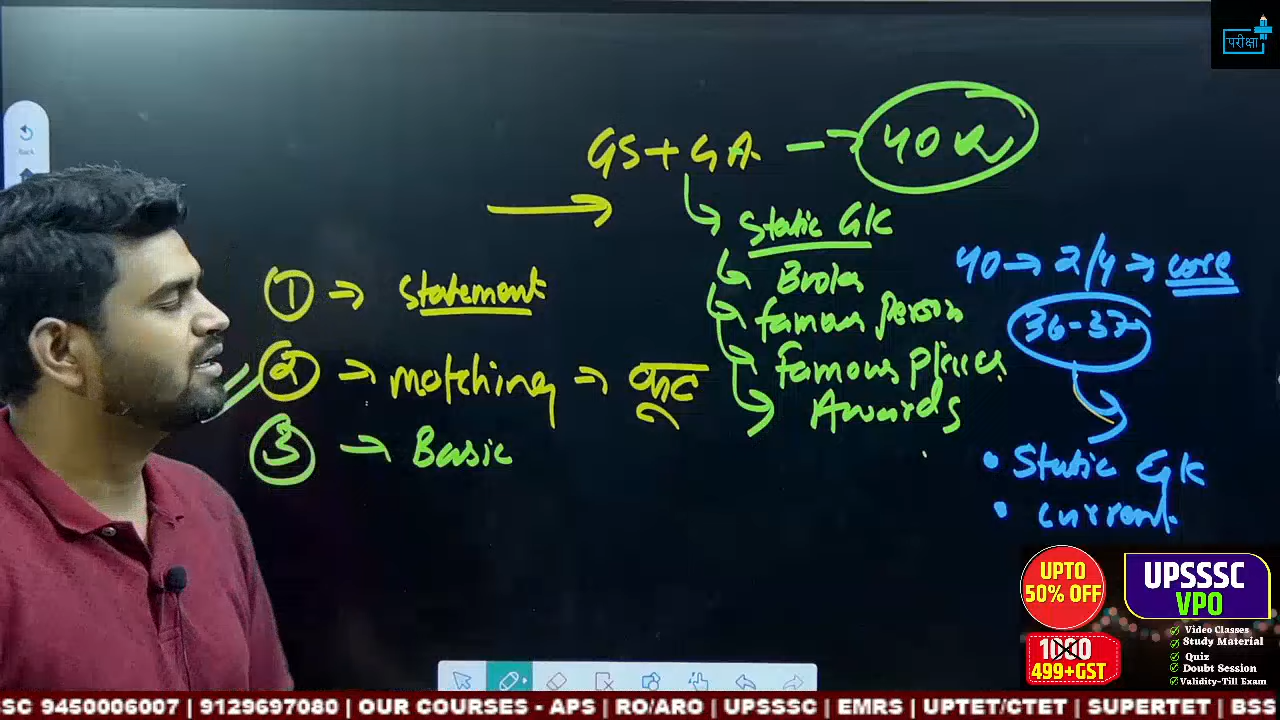 परीक्षा
Back
GS + GA → 40 Q
Static GK
Books
famous person
famous places
Awards
① → Statement
② → matching → कूट
③ → Basic
40 → 2/4 → core
36-37
• Static GK
• current
UPTO
50% OFF
1000
499+GST
UPSSSC
VPO
Video Classes
Study Material
Quiz
Doubt Session
Validity-Till Exam
SC 9450006007 | 9129697080 | OUR COURSES - APS | RO/ARO | UPSSSC | EMRS | UPTET/CTET | SUPERTET | BSS